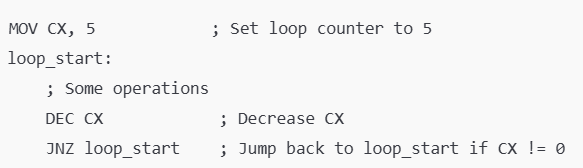 MOV CX, 5               ; Set loop counter to 5
loop_start:
    ; Some operations
    DEC CX              ; Decrease CX
    JNZ loop_start      ; Jump back to loop_start if CX != 0